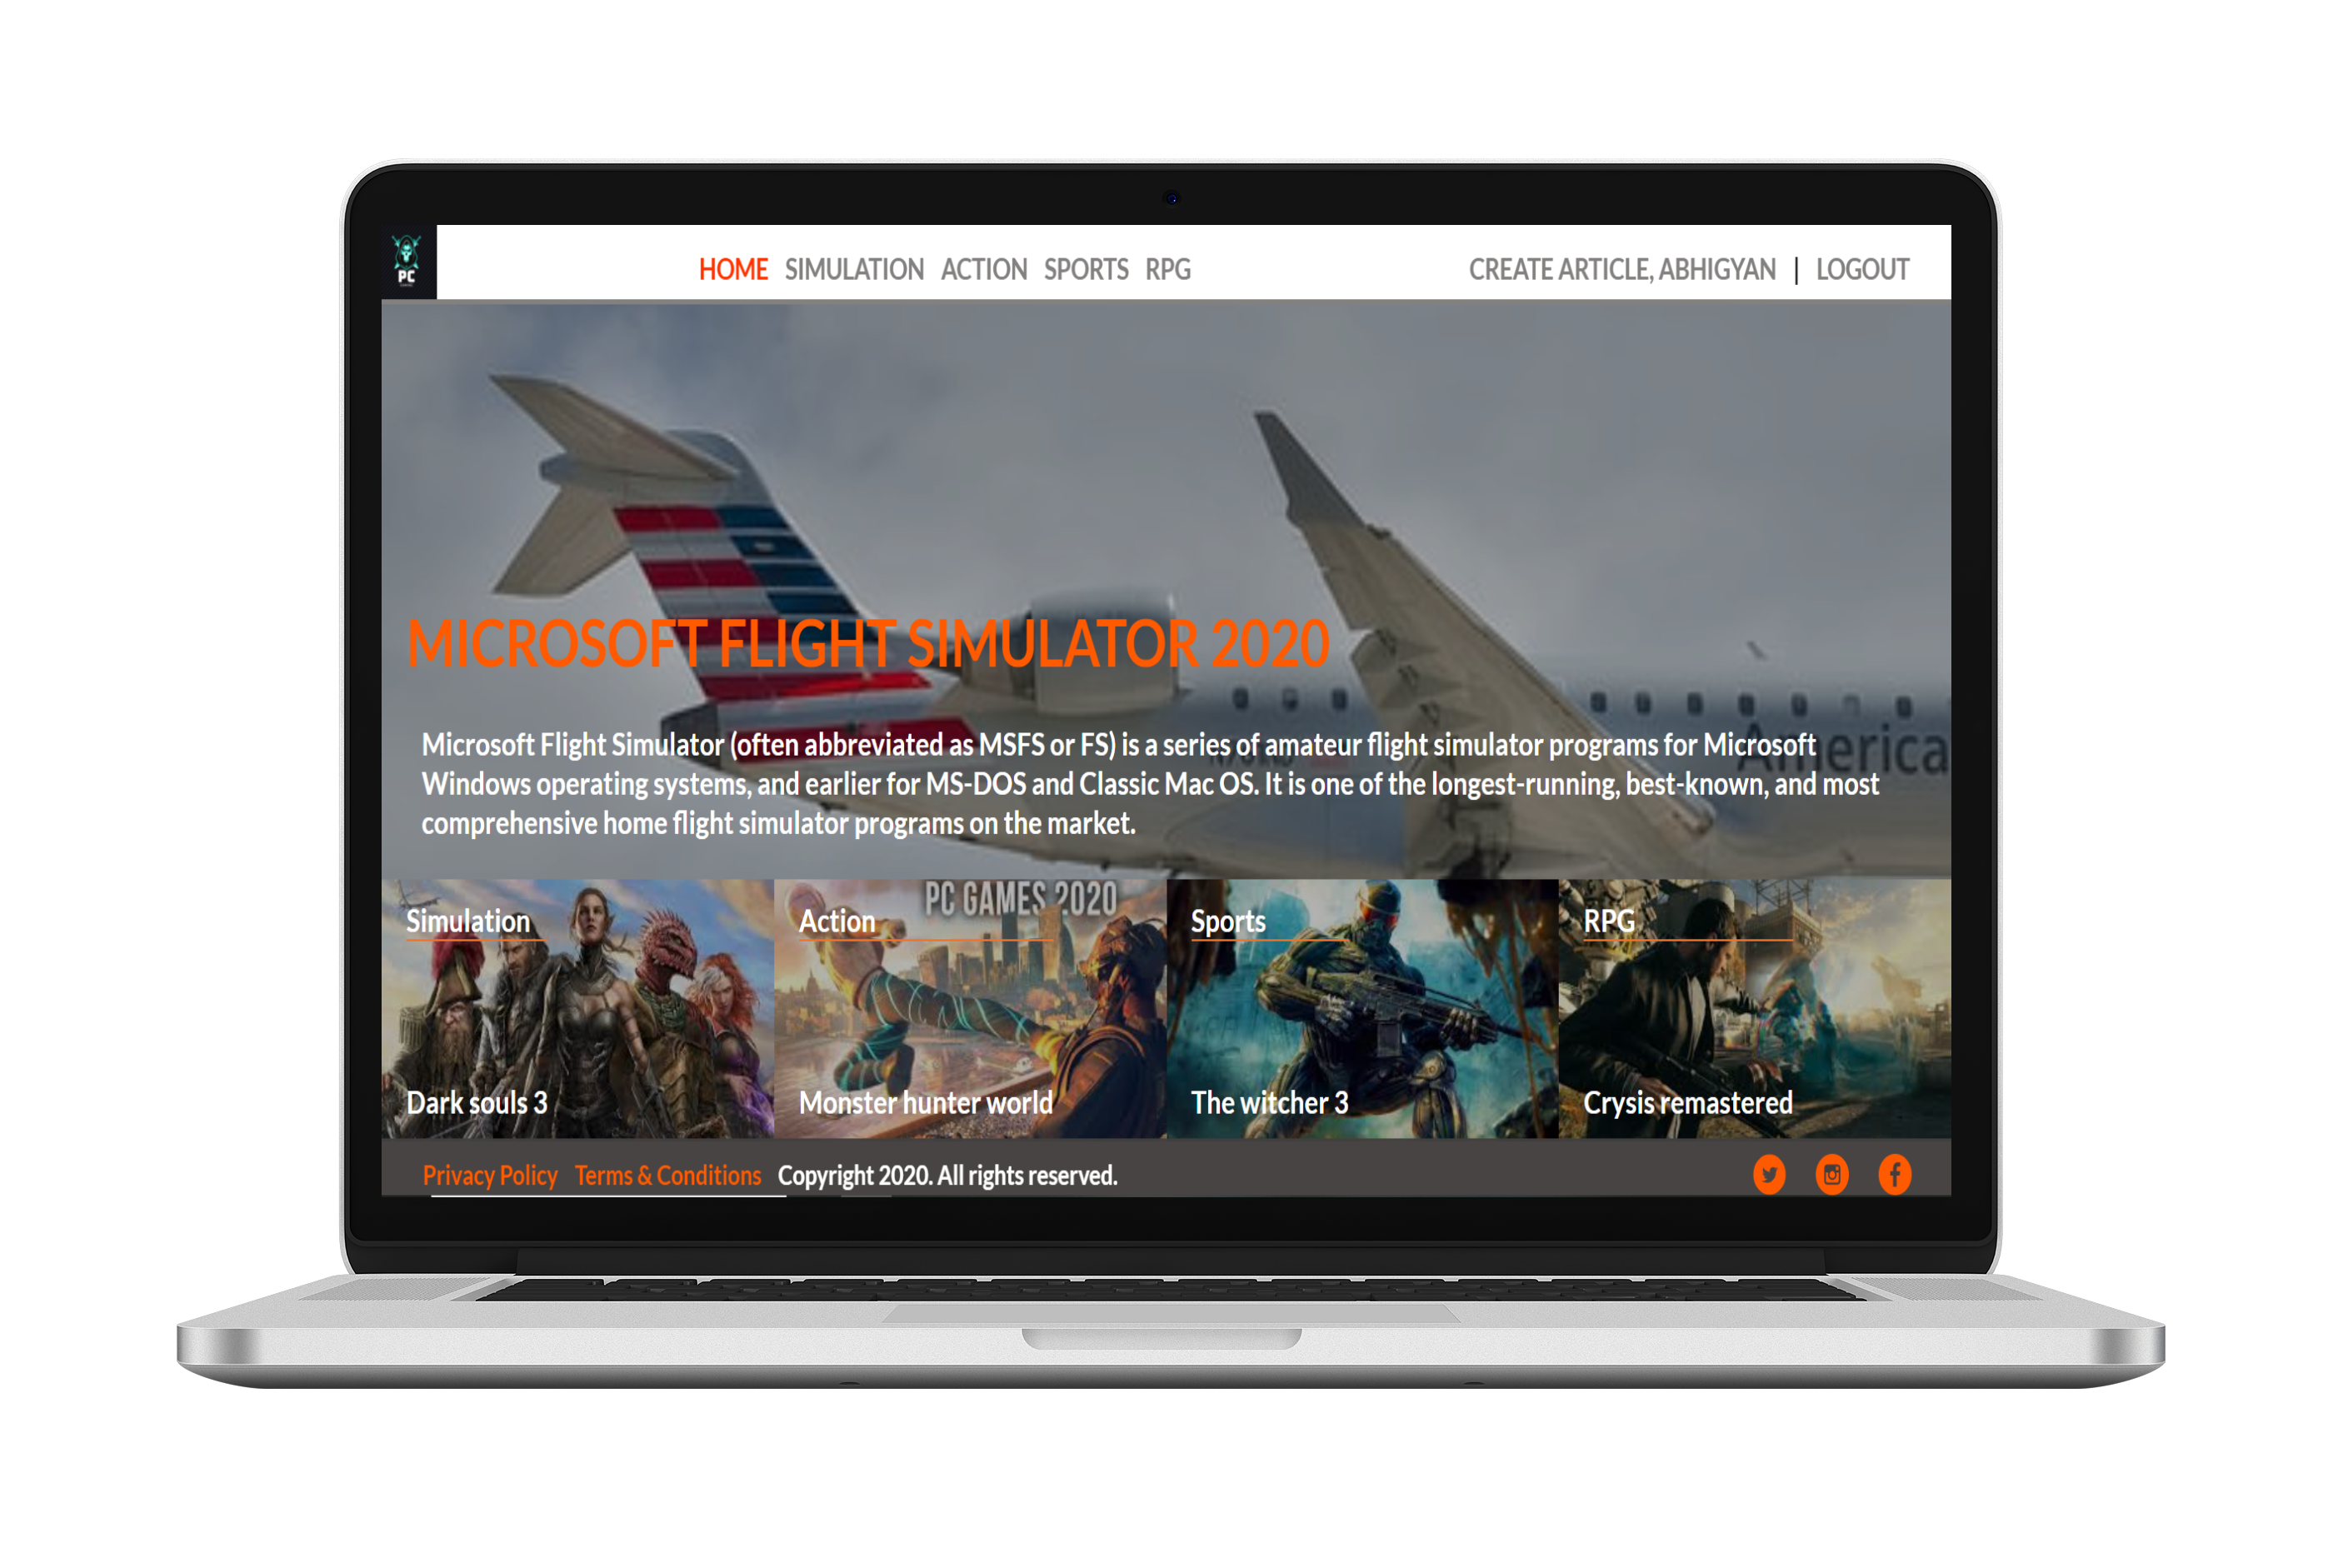 PC
HOME SIMULATION ACTION SPORTS RPG
CREATE ARTICLE, ABHIGYAN | LOGOUT
MICROSOFT FLIGHT SIMULATOR 2020
Microsoft Flight Simulator (often abbreviated as MSFS or FS) is a series of amateur flight simulator programs for Microsoft
Windows operating systems, and earlier for MS-DOS and Classic Mac OS. It is one of the longest-running, best-known, and most
comprehensive home flight simulator programs on the market.
America
PC GAMES 2020
Simulation
Action
Sports
RPG
Dark souls 3
Monster hunter world
The witcher 3
Crysis remastered
Privacy Policy Terms & Conditions Copyright 2020. All rights reserved.